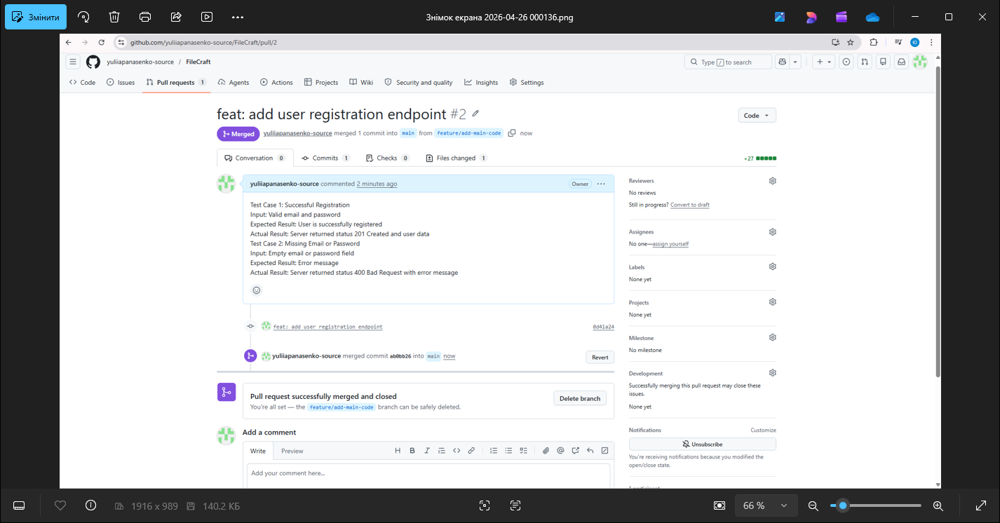 Змінити
Знімок екрана 2026-04-26 000136.png
github.com/yuliiapanasenko-source/FileCraft/pull/2
Ю
yuliiapanasenko-source / FileCraft
Type / to search
Code
Issues
Pull requests 1
Agents
Actions
Projects
Wiki
Security and quality
Insights
Settings
feat: add user registration endpoint #2
Code
Merged yuliiapanasenko-source merged 1 commit into main from feature/add-main-code now
Conversation 0
Commits 1
Checks 0
Files changed 1
+27
yuliiapanasenko-source commented 2 minutes ago
Owner
Test Case 1: Successful Registration
Input: Valid email and password
Expected Result: User is successfully registered
Actual Result: Server returned status 201 Created and user data
Test Case 2: Missing Email or Password
Input: Empty email or password field
Expected Result: Error message
Actual Result: Server returned status 400 Bad Request with error message
feat: add user registration endpoint
0d41a24
yuliiapanasenko-source merged commit ab0bb26 into main now
Revert
Pull request successfully merged and closed
You're all set — the feature/add-main-code branch can be safely deleted.
Delete branch
Add a comment
Write
Preview
Add your comment here...
Reviewers
No reviews
Still in progress? Convert to draft
Assignees
No one—assign yourself
Labels
None yet
Projects
None yet
Milestone
No milestone
Development
Successfully merging this pull request may close these
issues.
None yet
Notifications
Customize
Unsubscribe
You're receiving notifications because you modified the
open/close state.
1 participant
1916 x 989
140.2 КБ
66 %